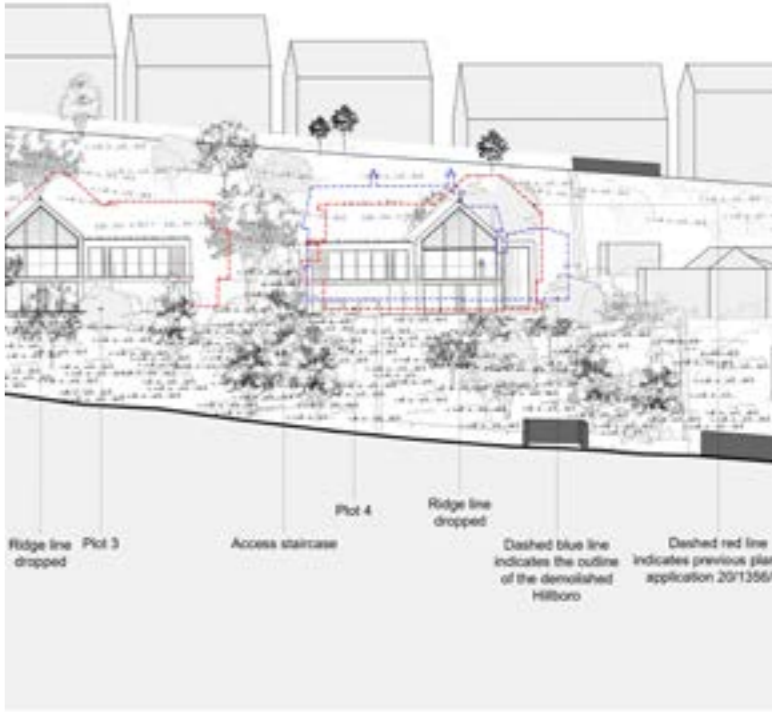 Ridge line
dropped
Plot 3
Access staircase
Plot 4
Ridge line
dropped
Dashed blue line
indicates the outline
of the demolished
Hillboro
Dashed red line
indicates previous plan
application 20/1356/